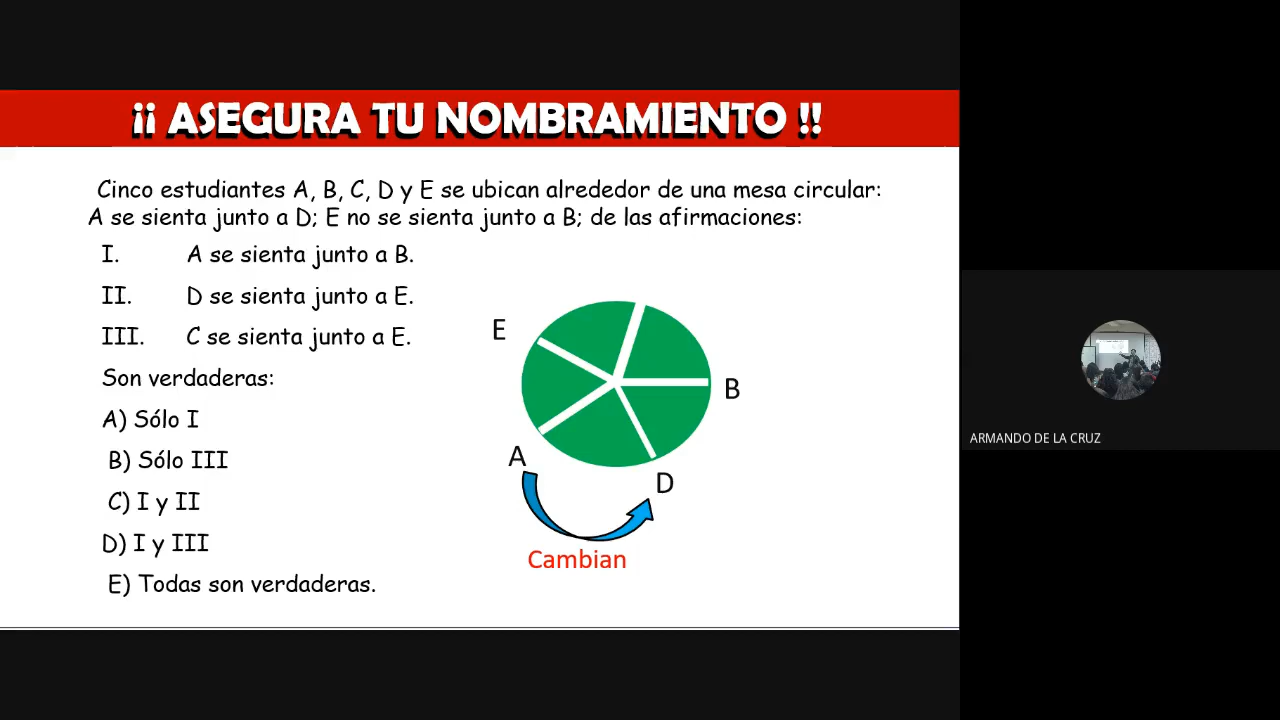 ¡¡ ASEGURA TU NOMBRAMIENTO !!
Cinco estudiantes A, B, C, D y E se ubican alrededor de una mesa circular:
A se sienta junto a D; E no se sienta junto a B; de las afirmaciones:
I. A se sienta junto a B.
II. D se sienta junto a E.
III. C se sienta junto a E.
Son verdaderas:
A) Sólo I
B) Sólo III
C) I y II
D) I y III
E) Todas son verdaderas.
E
B
A
D
Cambian
ARMANDO DE LA CRUZ